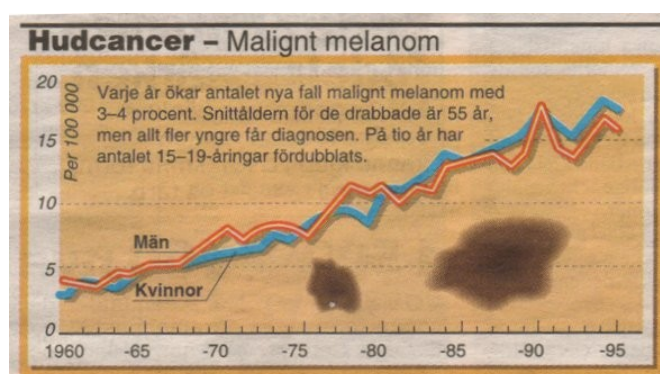 Hudcancer – Malignt melanom
Per 100 000
20
15
10
5
0
Varje år ökar antalet nya fall malignt melanom med
3–4 procent. Snittåldern för de drabbade är 55 år,
men allt fler yngre får diagnosen. På tio år har
antalet 15–19-åringar fördubblats.
Män
Kvinnor
1960 -65 -70 -75 -80 -85 -90 -95